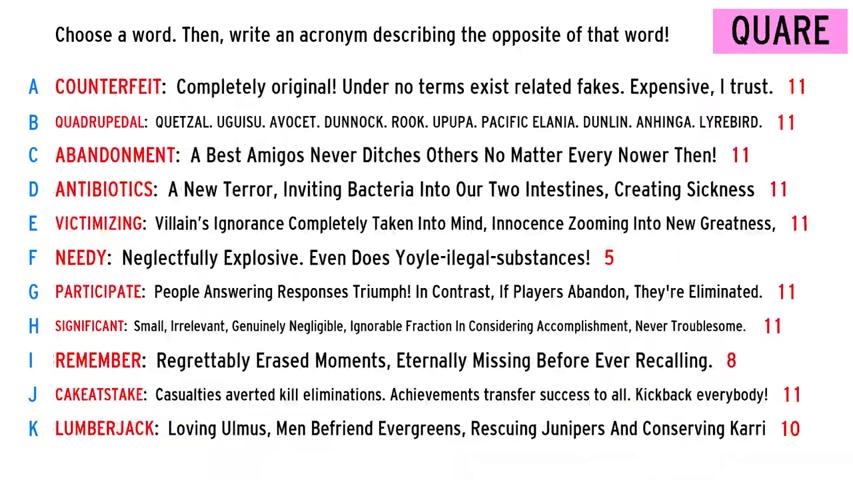 Choose a word. Then, write an acronym describing the opposite of that word!
QUARE
A COUNTERFEIT: Completely original! Under no terms exist related fakes. Expensive, I trust. 11
B QUADRUPEDAL: QUETZAL. UGUISU. AVOCET. DUNNOCK. ROOK. UPUPA. PACIFIC ELANIA. DUNLIN. ANHINGA. LYREBIRD. 11
C ABANDONMENT: A Best Amigos Never Ditches Others No Matter Every Nower Then! 11
D ANTIBIOTICS: A New Terror, Inviting Bacteria Into Our Two Intestines, Creating Sickness 11
E VICTIMIZING: Villain's Ignorance Completely Taken Into Mind, Innocence Zooming Into New Greatness, 11
F NEEDY: Neglectfully Explosive. Even Does Yoyle-ilegal-substances! 5
G PARTICIPATE: People Answering Responses Triumph! In Contrast, If Players Abandon, They're Eliminated. 11
H SIGNIFICANT: Small, Irrelevant, Genuinely Negligible, Ignorable Fraction In Considering Accomplishment, Never Troublesome. 11
I REMEMBER: Regrettably Erased Moments, Eternally Missing Before Ever Recalling. 8
J CAKEATSTAKE: Casualties averted kill eliminations. Achievements transfer success to all. Kickback everybody! 11
K LUMBERJACK: Loving Ulmus, Men Befriend Evergreens, Rescuing Junipers And Conserving Karri 10